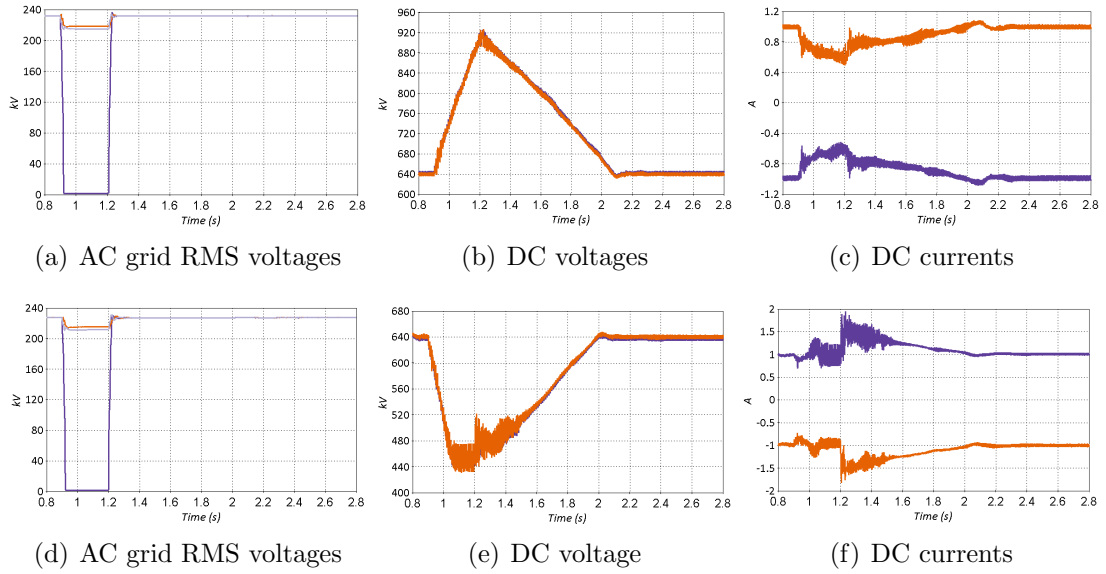 kV
240
200
160
120
80
40
0
0.8 1 1.2 1.4 1.6 1.8 2 2.2 2.4 2.6 2.8
Time (s)
(a) AC grid RMS voltages
kV
960
920
880
840
800
760
720
680
640
600
0.8 1 1.2 1.4 1.6 1.8 2 2.2 2.4 2.6 2.8
Time (s)
(b) DC voltages
A
1.2
0.8
0.4
0
-0.4
-0.8
-1.2
0.8 1 1.2 1.4 1.6 1.8 2 2.2 2.4 2.6 2.8
Time (s)
(c) DC currents
kV
240
200
160
120
80
40
0
0.8 1 1.2 1.4 1.6 1.8 2 2.2 2.4 2.6 2.8
Time (s)
(d) AC grid RMS voltages
kV
680
640
600
560
520
480
440
400
0.8 1 1.2 1.4 1.6 1.8 2 2.2 2.4 2.6 2.8
Time (s)
(e) DC voltage
A
2
1.5
1
0.5
0
-0.5
-1
-1.5
-2
0.8 1 1.2 1.4 1.6 1.8 2 2.2 2.4 2.6 2.8
Time (s)
(f) DC currents